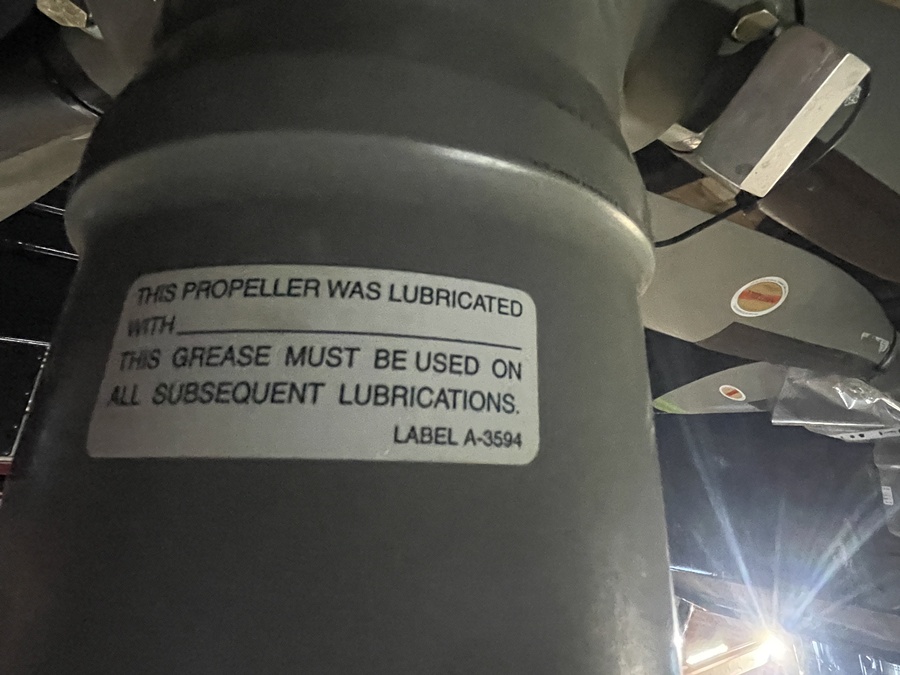 THIS PROPELLER WAS LUBRICATED
WITH
THIS GREASE MUST BE USED ON
ALL SUBSEQUENT LUBRICATIONS.
LABEL A-3594